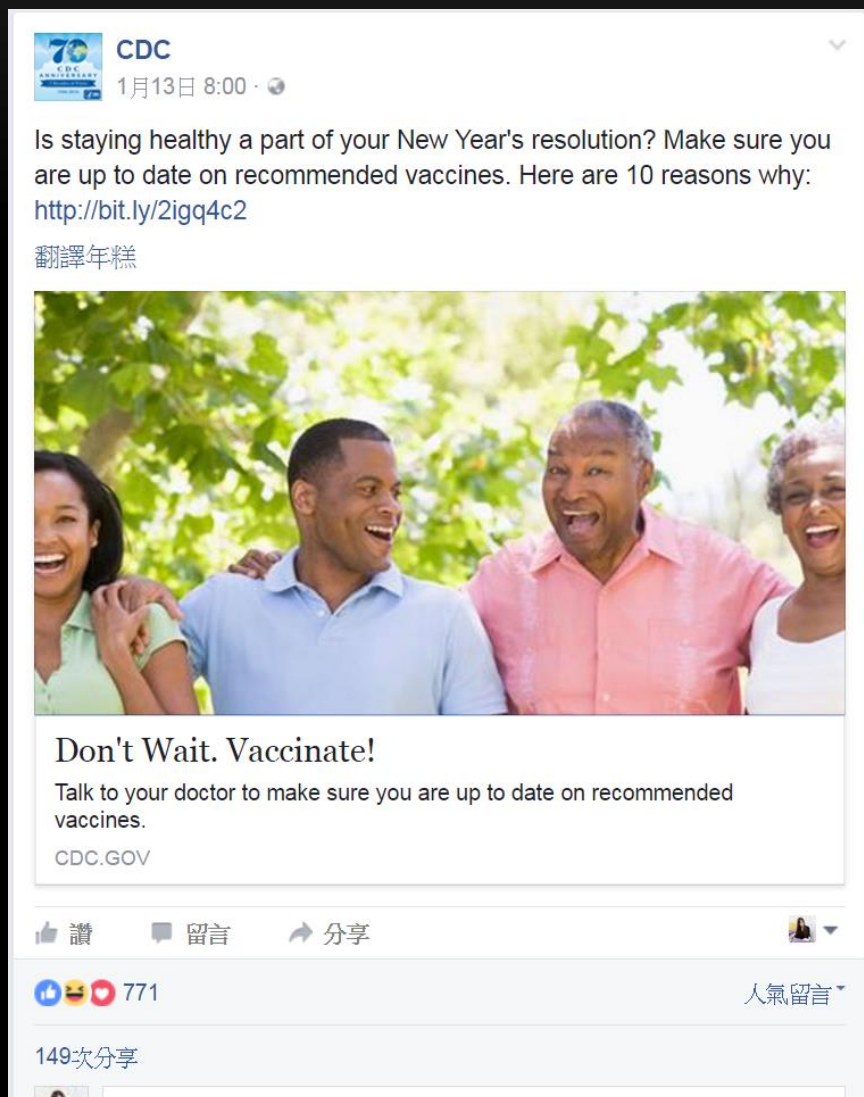 70
CDC
ANNIVERSARY
CDC
1月13日 8:00 ·
Is staying healthy a part of your New Year's resolution? Make sure you
are up to date on recommended vaccines. Here are 10 reasons why:
http://bit.ly/2igq4c2
翻譯年糕
Don't Wait. Vaccinate!
Talk to your doctor to make sure you are up to date on recommended
vaccines.
CDC.GOV
讚 留言 分享
771 人氣留言
149次分享